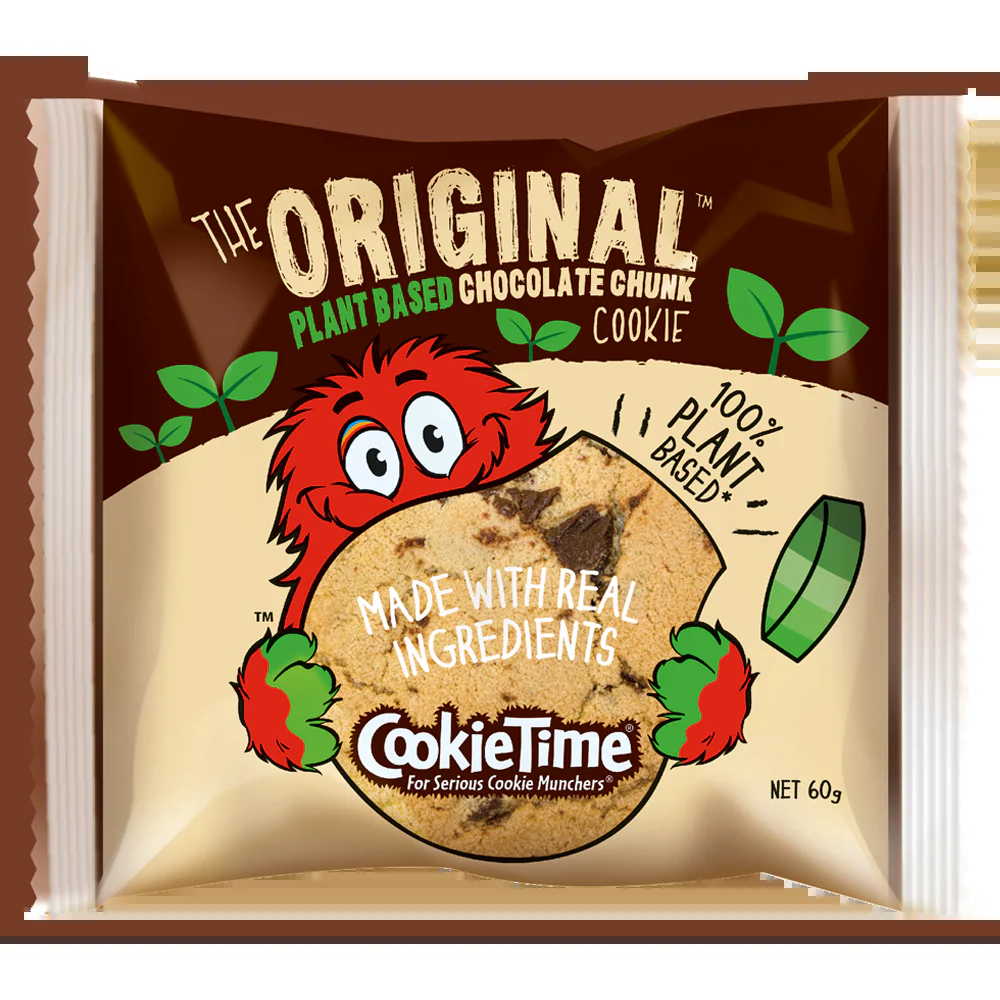 THE ORIGINAL™
PLANT BASED CHOCOLATE CHUNK
COOKIE
100%
PLANT
BASED*
MADE WITH REAL
INGREDIENTS
TM
CookieTime®
For Serious Cookie Munchers®
NET 60g